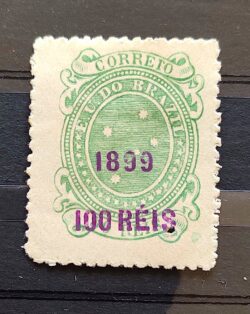 CORREIO
E.U. DO BRAZIL
1899
100 RÉIS